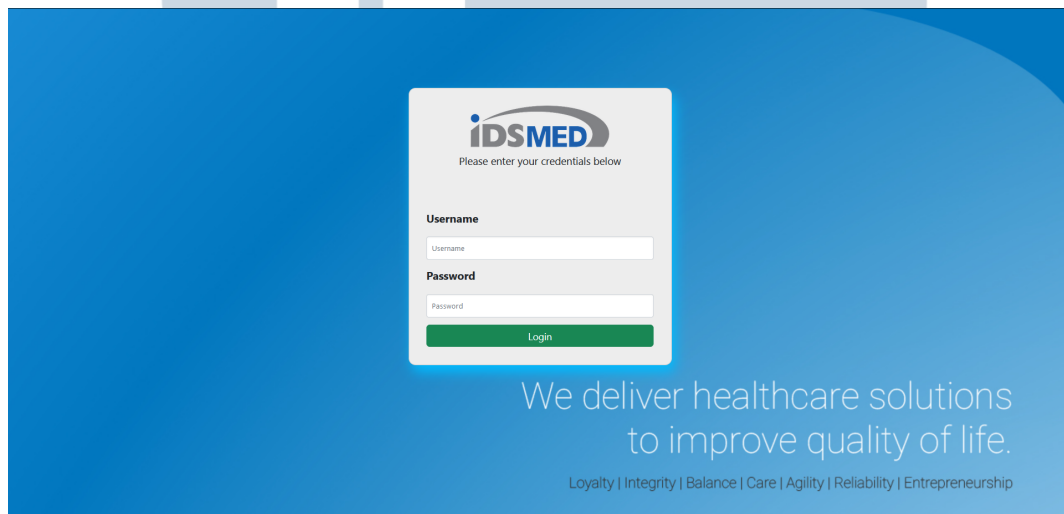 iDSMED
Please enter your credentials below
Username
Username
Password
Password
Login
We deliver healthcare solutions
to improve quality of life.
Loyalty | Integrity | Balance | Care | Agility | Reliability | Entrepreneurship